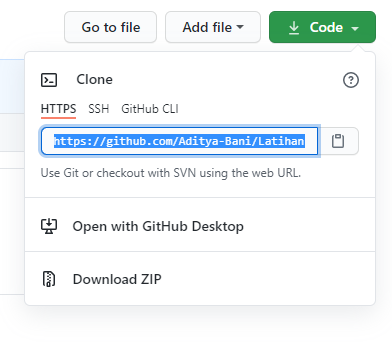 Go to file Add file Code
Clone
HTTPS SSH GitHub CLI
https://github.com/Aditya-Bani/Latihan
Use Git or checkout with SVN using the web URL.
Open with GitHub Desktop
Download ZIP